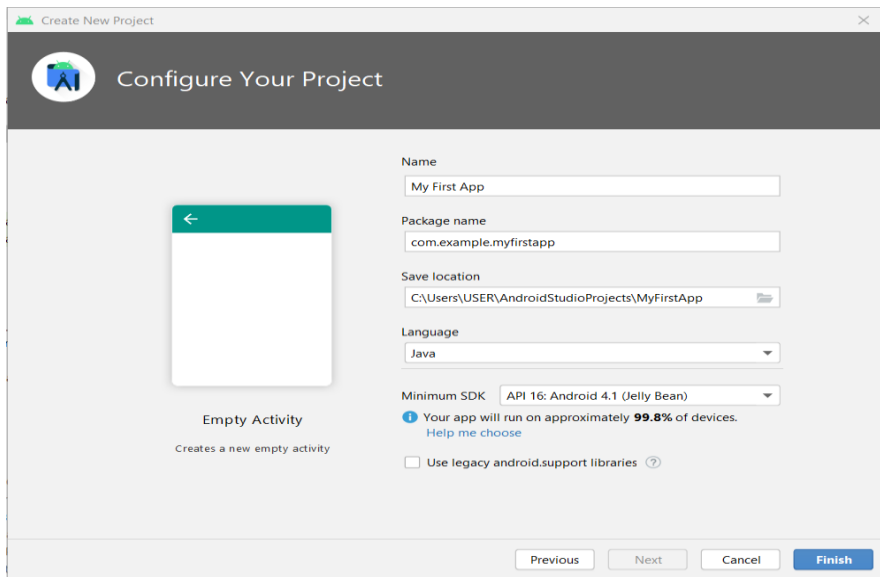 Create New Project
Configure Your Project
Name
My First App
Package name
com.example.myfirstapp
Save location
C:\Users\USER\AndroidStudioProjects\MyFirstApp
Language
Java
Minimum SDK API 16: Android 4.1 (Jelly Bean)
Your app will run on approximately 99.8% of devices.
Help me choose
Use legacy android.support libraries ?
Empty Activity
Creates a new empty activity
Previous Next Cancel Finish